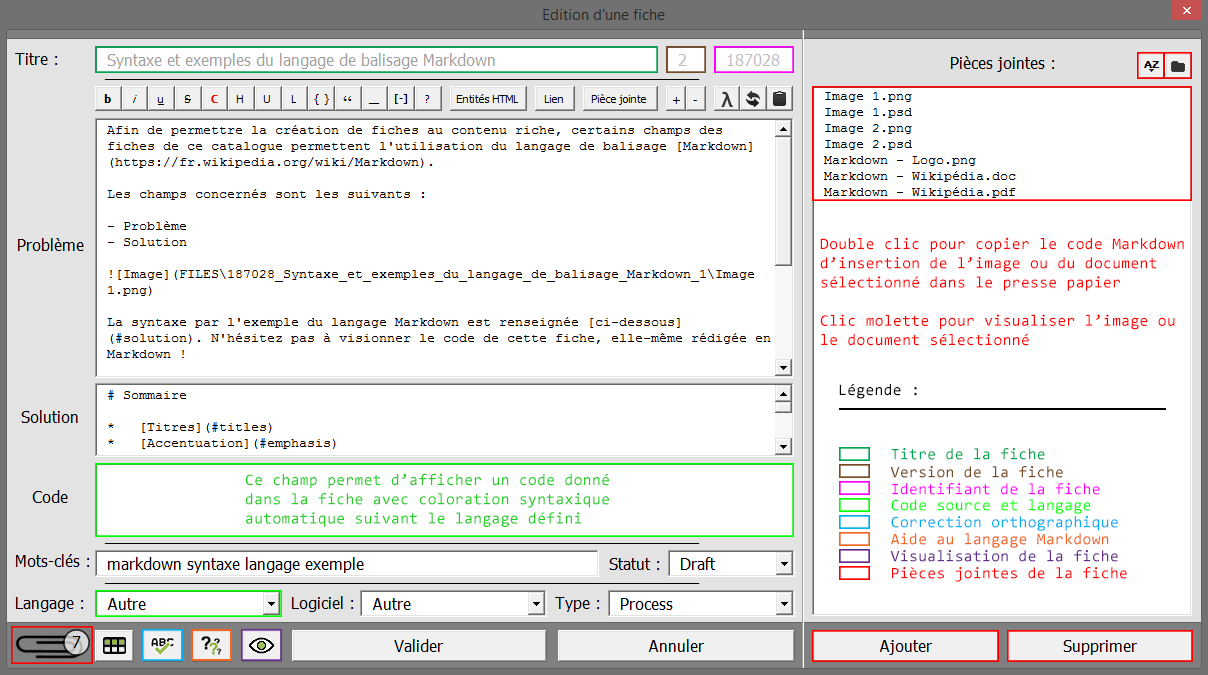 Edition d'une fiche
Titre :
Syntaxe et exemples du langage de balisage Markdown
2
187028
b i u S C H U L { } “ _ [-] ? Entités HTML Lien Pièce jointe + - λ
Problème
Afin de permettre la création de fiches au contenu riche, certains champs des
fiches de ce catalogue permettent l'utilisation du langage de balisage [Markdown]
(https://fr.wikipedia.org/wiki/Markdown).
Les champs concernés sont les suivants :
- Problème
- Solution
![Image](FILES\187028_Syntaxe_et_exemples_du_langage_de_balisage_Markdown_1\Image
1.png)
La syntaxe par l'exemple du langage Markdown est renseignée [ci-dessous]
(#solution). N'hésitez pas à visionner le code de cette fiche, elle-même rédigée en
Markdown !
Solution
# Sommaire
* [Titres](#titles)
* [Accentuation](#emphasis)
Code
Ce champ permet d’afficher un code donné
dans la fiche avec coloration syntaxique
automatique suivant le langage défini
Mots-clés :
markdown syntaxe langage exemple
Statut :
Draft
Langage :
Autre
Logiciel :
Autre
Type :
Process
7
ABC
???
Valider
Annuler
Pièces jointes :
AZ
Image 1.png
Image 1.psd
Image 2.png
Image 2.psd
Markdown - Logo.png
Markdown - Wikipédia.doc
Markdown - Wikipédia.pdf
Double clic pour copier le code Markdown
d’insertion de l’image ou du document
sélectionné dans le presse papier
Clic molette pour visualiser l’image ou
le document sélectionné
Légende :
Titre de la fiche
Version de la fiche
Identifiant de la fiche
Code source et langage
Correction orthographique
Aide au langage Markdown
Visualisation de la fiche
Pièces jointes de la fiche
Ajouter
Supprimer